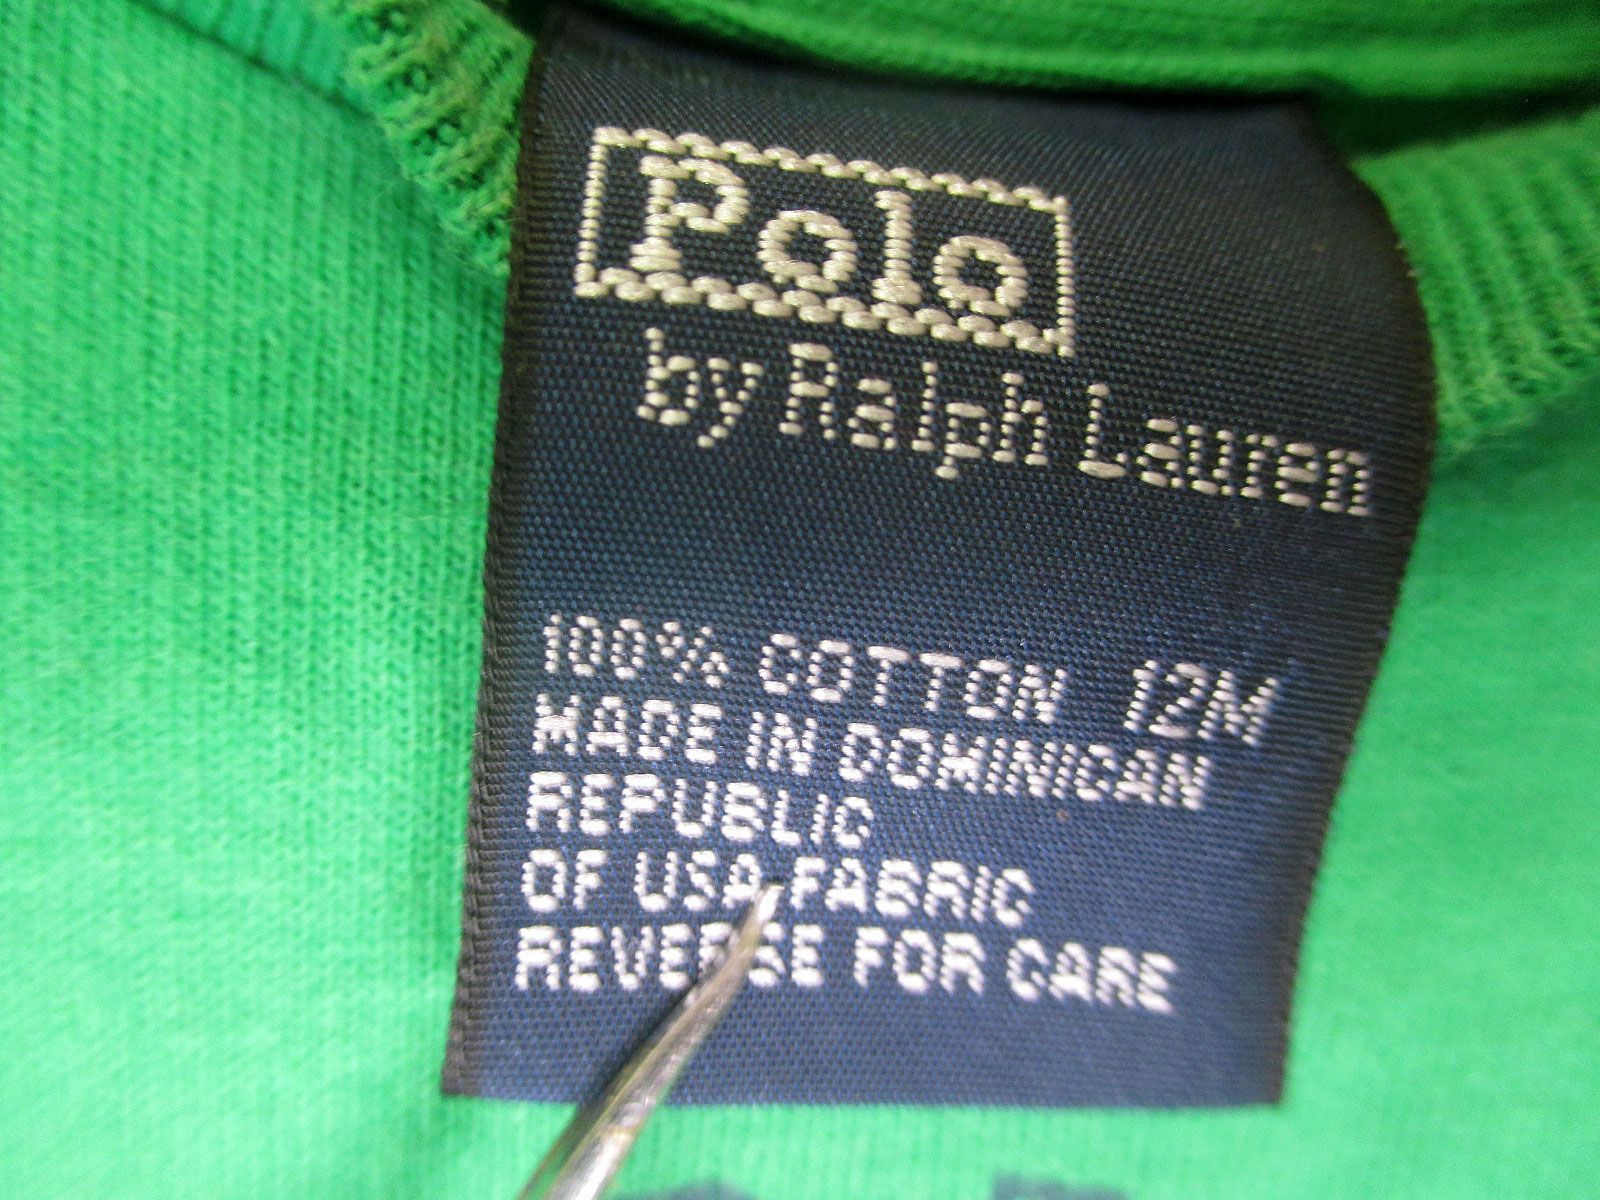 Polo
by Ralph Lauren
100% COTTON 12M
MADE IN DOMINICAN
REPUBLIC
OF USA FABRIC
REVERSE FOR CARE